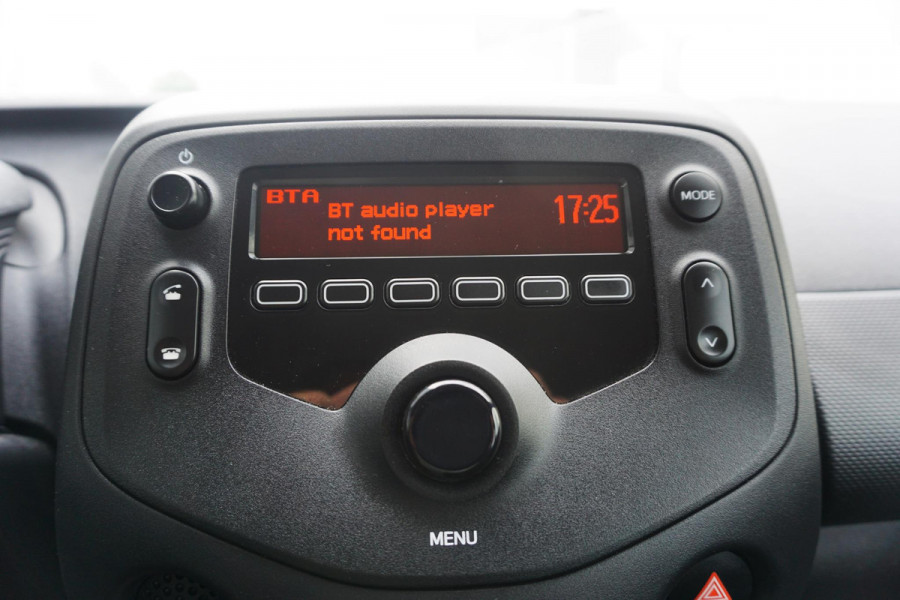 BTA
BT audio player
not found
17:25
MODE
MENU